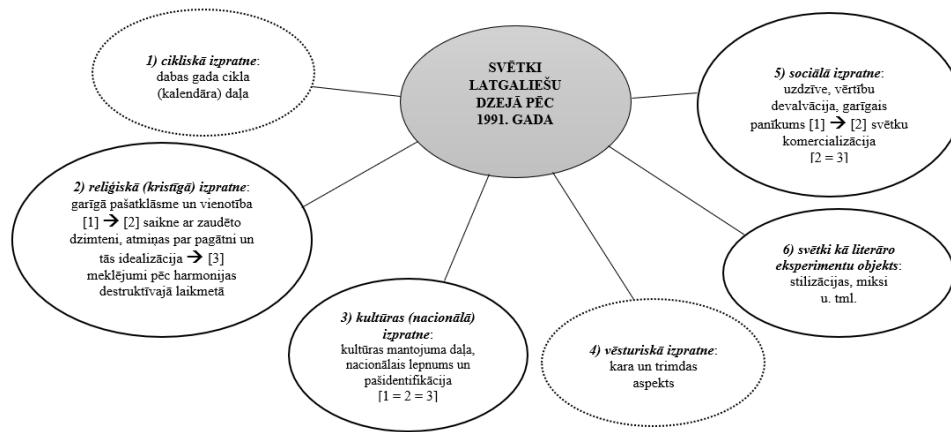 SVĒTKI
LATGALIEŠU
DZEJĀ PĒC
1991. GADA
1) cikliskā izpratne:
dabas gada cikla
(kalendāra) daļa
2) reliģiskā (kristīgā) izpratne:
garīgā pašatklāsme un vienotība
[1] → [2] saikne ar zaudēto
dzimteni, atmiņas par pagātni un
tās idealizācija → [3]
meklējumi pēc harmonijas
destruktīvajā laikmetā
3) kultūras (nacionālā)
izpratne:
kultūras mantojuma daļa,
nacionālais lepnums un
pašidentifikācija
[1 = 2 = 3]
4) vēsturiskā izpratne:
kara un trimdas
aspekts
5) sociālā izpratne:
uzdzīve, vērtību
devalvācija, garīgais
panīkums [1] → [2] svētku
komercializācija
[2 = 3]
6) svētki kā literāro
eksperimentu objekts:
stilizācijas, miksi
u. tml.